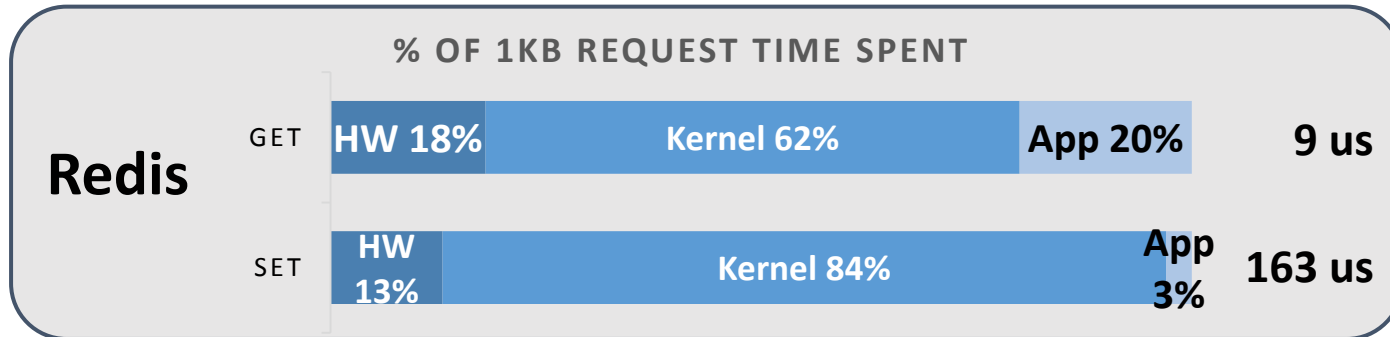 % OF 1KB REQUEST TIME SPENT
Redis
GET
HW 18%
Kernel 62%
App 20%
9 us
SET
HW
13%
Kernel 84%
App
3%
163 us